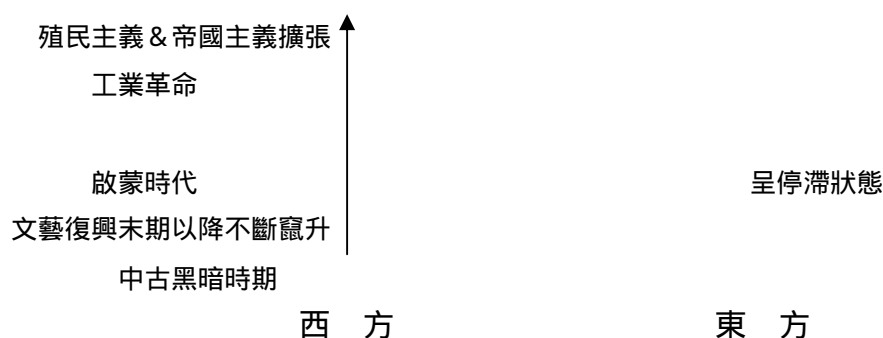 殖民主義＆帝國主義擴張
工業革命
啟蒙時代
呈停滯狀態
文藝復興末期以降不斷竄升
中古黑暗時期
西　方
東　方